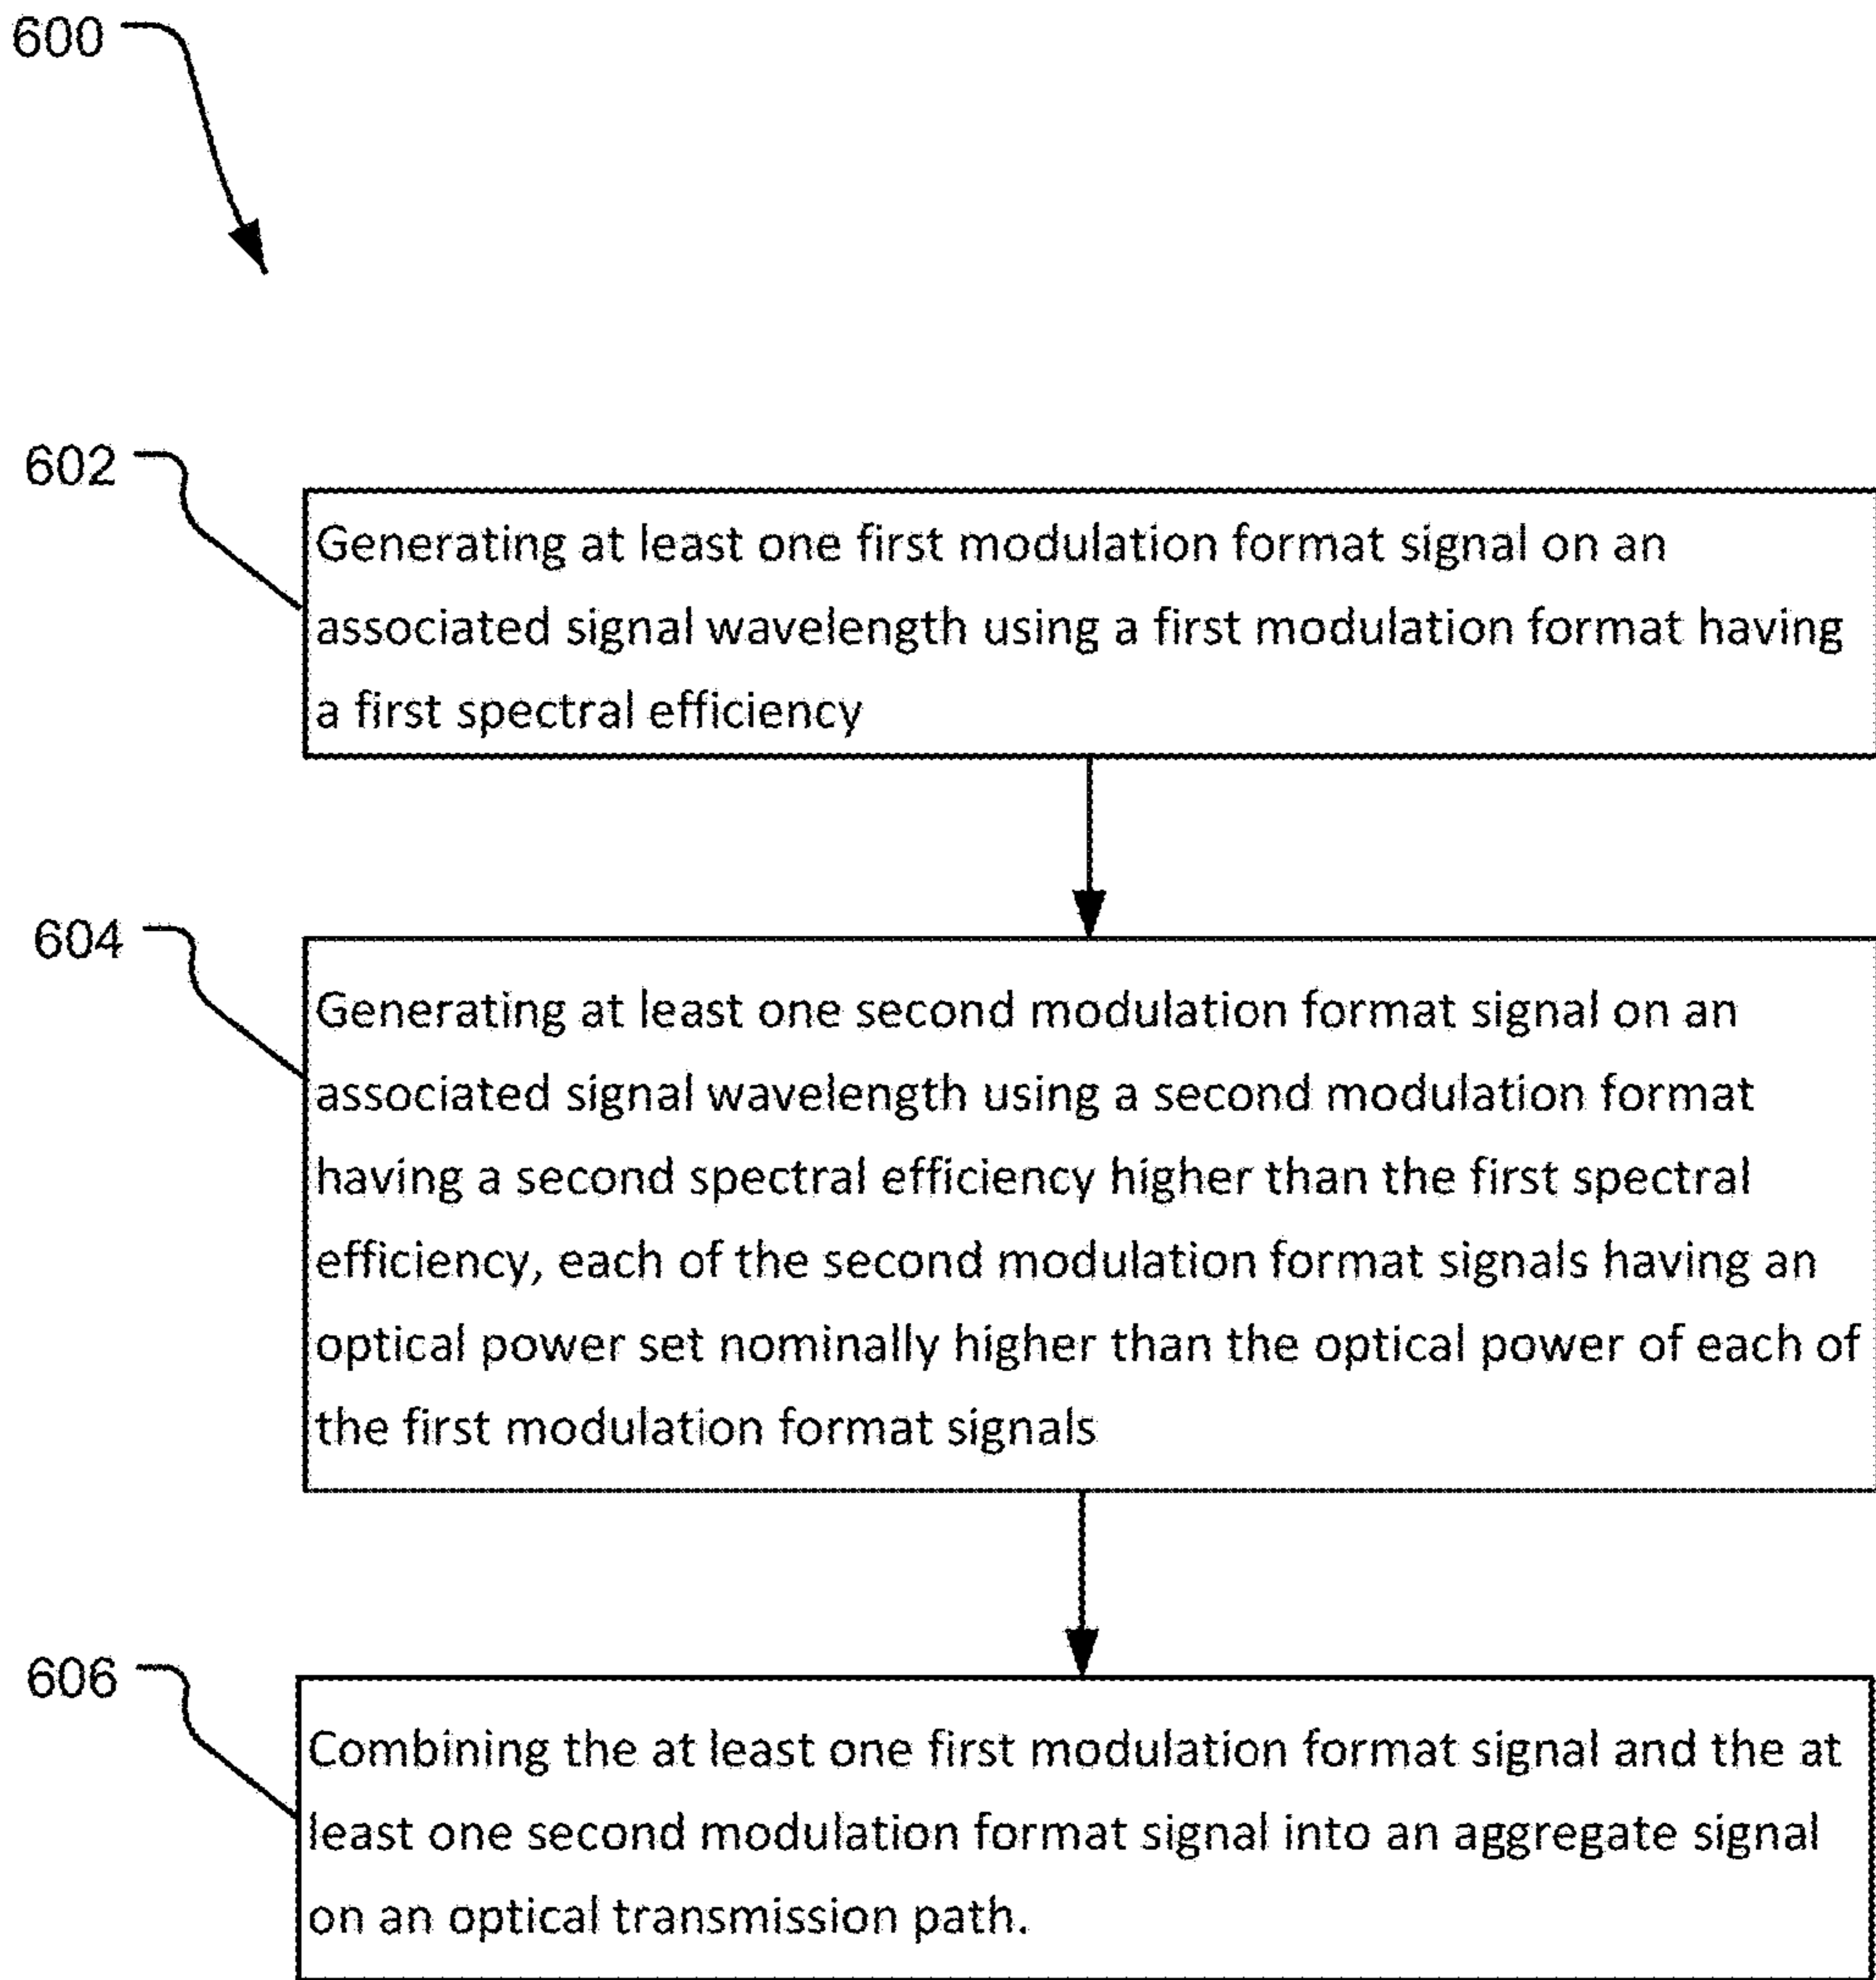 600
602
Generating at least one first modulation format signal on an
associated signal wavelength using a first modulation format having
a first spectral efficiency
604
Generating at least one second modulation format signal on an
associated signal wavelength using a second modulation format
having a second spectral efficiency higher than the first spectral
efficiency, each of the second modulation format signals having an
optical power set nominally higher than the optical power of each of
the first modulation format signals
606
Combining the at least one first modulation format signal and the at
least one second modulation format signal into an aggregate signal
on an optical transmission path.